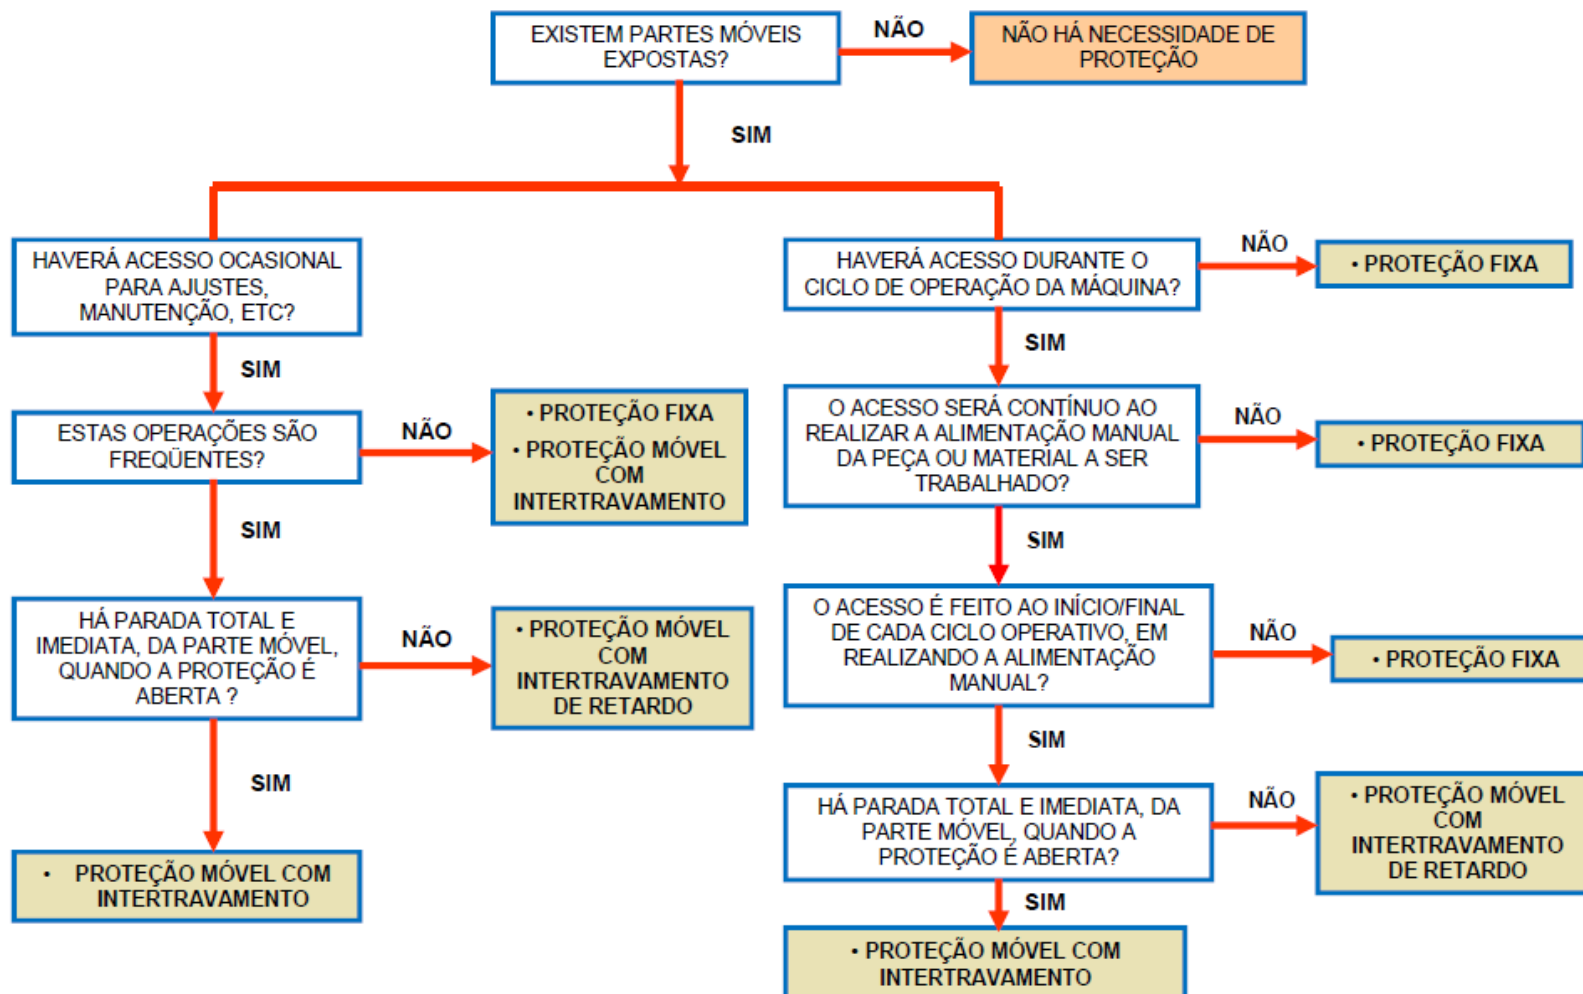 EXISTEM PARTES MÓVEIS
EXPOSTAS?
NÃO
NÃO HÁ NECESSIDADE DE
PROTEÇÃO
SIM
HAVERÁ ACESSO OCASIONAL
PARA AJUSTES,
MANUTENÇÃO, ETC?
SIM
ESTAS OPERAÇÕES SÃO
FREQÜENTES?
NÃO
• PROTEÇÃO FIXA
• PROTEÇÃO MÓVEL
COM
INTERTRAVAMENTO
SIM
HÁ PARADA TOTAL E
IMEDIATA, DA PARTE MÓVEL,
QUANDO A PROTEÇÃO É
ABERTA ?
NÃO
• PROTEÇÃO MÓVEL
COM
INTERTRAVAMENTO
DE RETARDO
SIM
• PROTEÇÃO MÓVEL COM
INTERTRAVAMENTO
HAVERÁ ACESSO DURANTE O
CICLO DE OPERAÇÃO DA MÁQUINA?
NÃO
• PROTEÇÃO FIXA
SIM
O ACESSO SERÁ CONTÍNUO AO
REALIZAR A ALIMENTAÇÃO MANUAL
DA PEÇA OU MATERIAL A SER
TRABALHADO?
NÃO
• PROTEÇÃO FIXA
SIM
O ACESSO É FEITO AO INÍCIO/FINAL
DE CADA CICLO OPERATIVO, EM
REALIZANDO A ALIMENTAÇÃO
MANUAL?
NÃO
• PROTEÇÃO FIXA
SIM
HÁ PARADA TOTAL E IMEDIATA, DA
PARTE MÓVEL, QUANDO A
PROTEÇÃO É ABERTA?
NÃO
• PROTEÇÃO MÓVEL
COM
INTERTRAVAMENTO
DE RETARDO
SIM
• PROTEÇÃO MÓVEL COM
INTERTRAVAMENTO